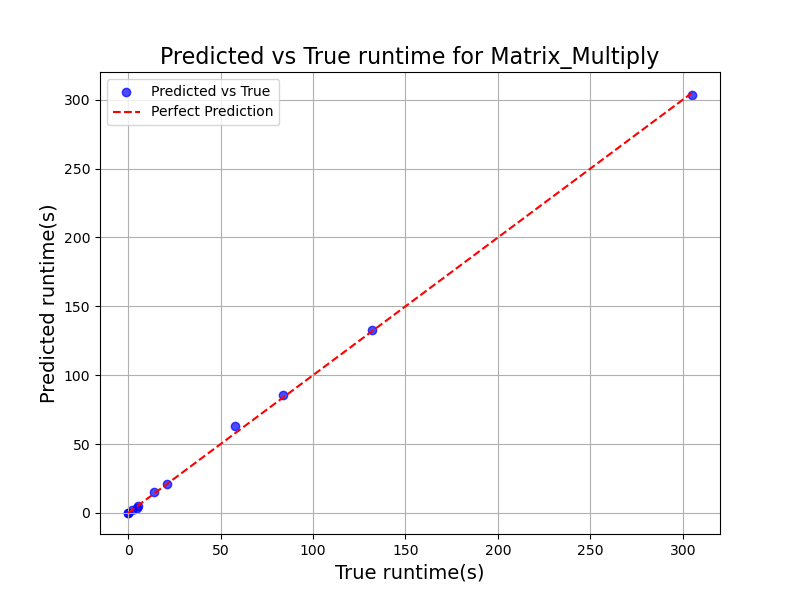 Predicted vs True runtime for Matrix_Multiply
Predicted vs True
Perfect Prediction
Predicted runtime(s)
300
250
200
150
100
50
0
0 50 100 150 200 250 300
True runtime(s)